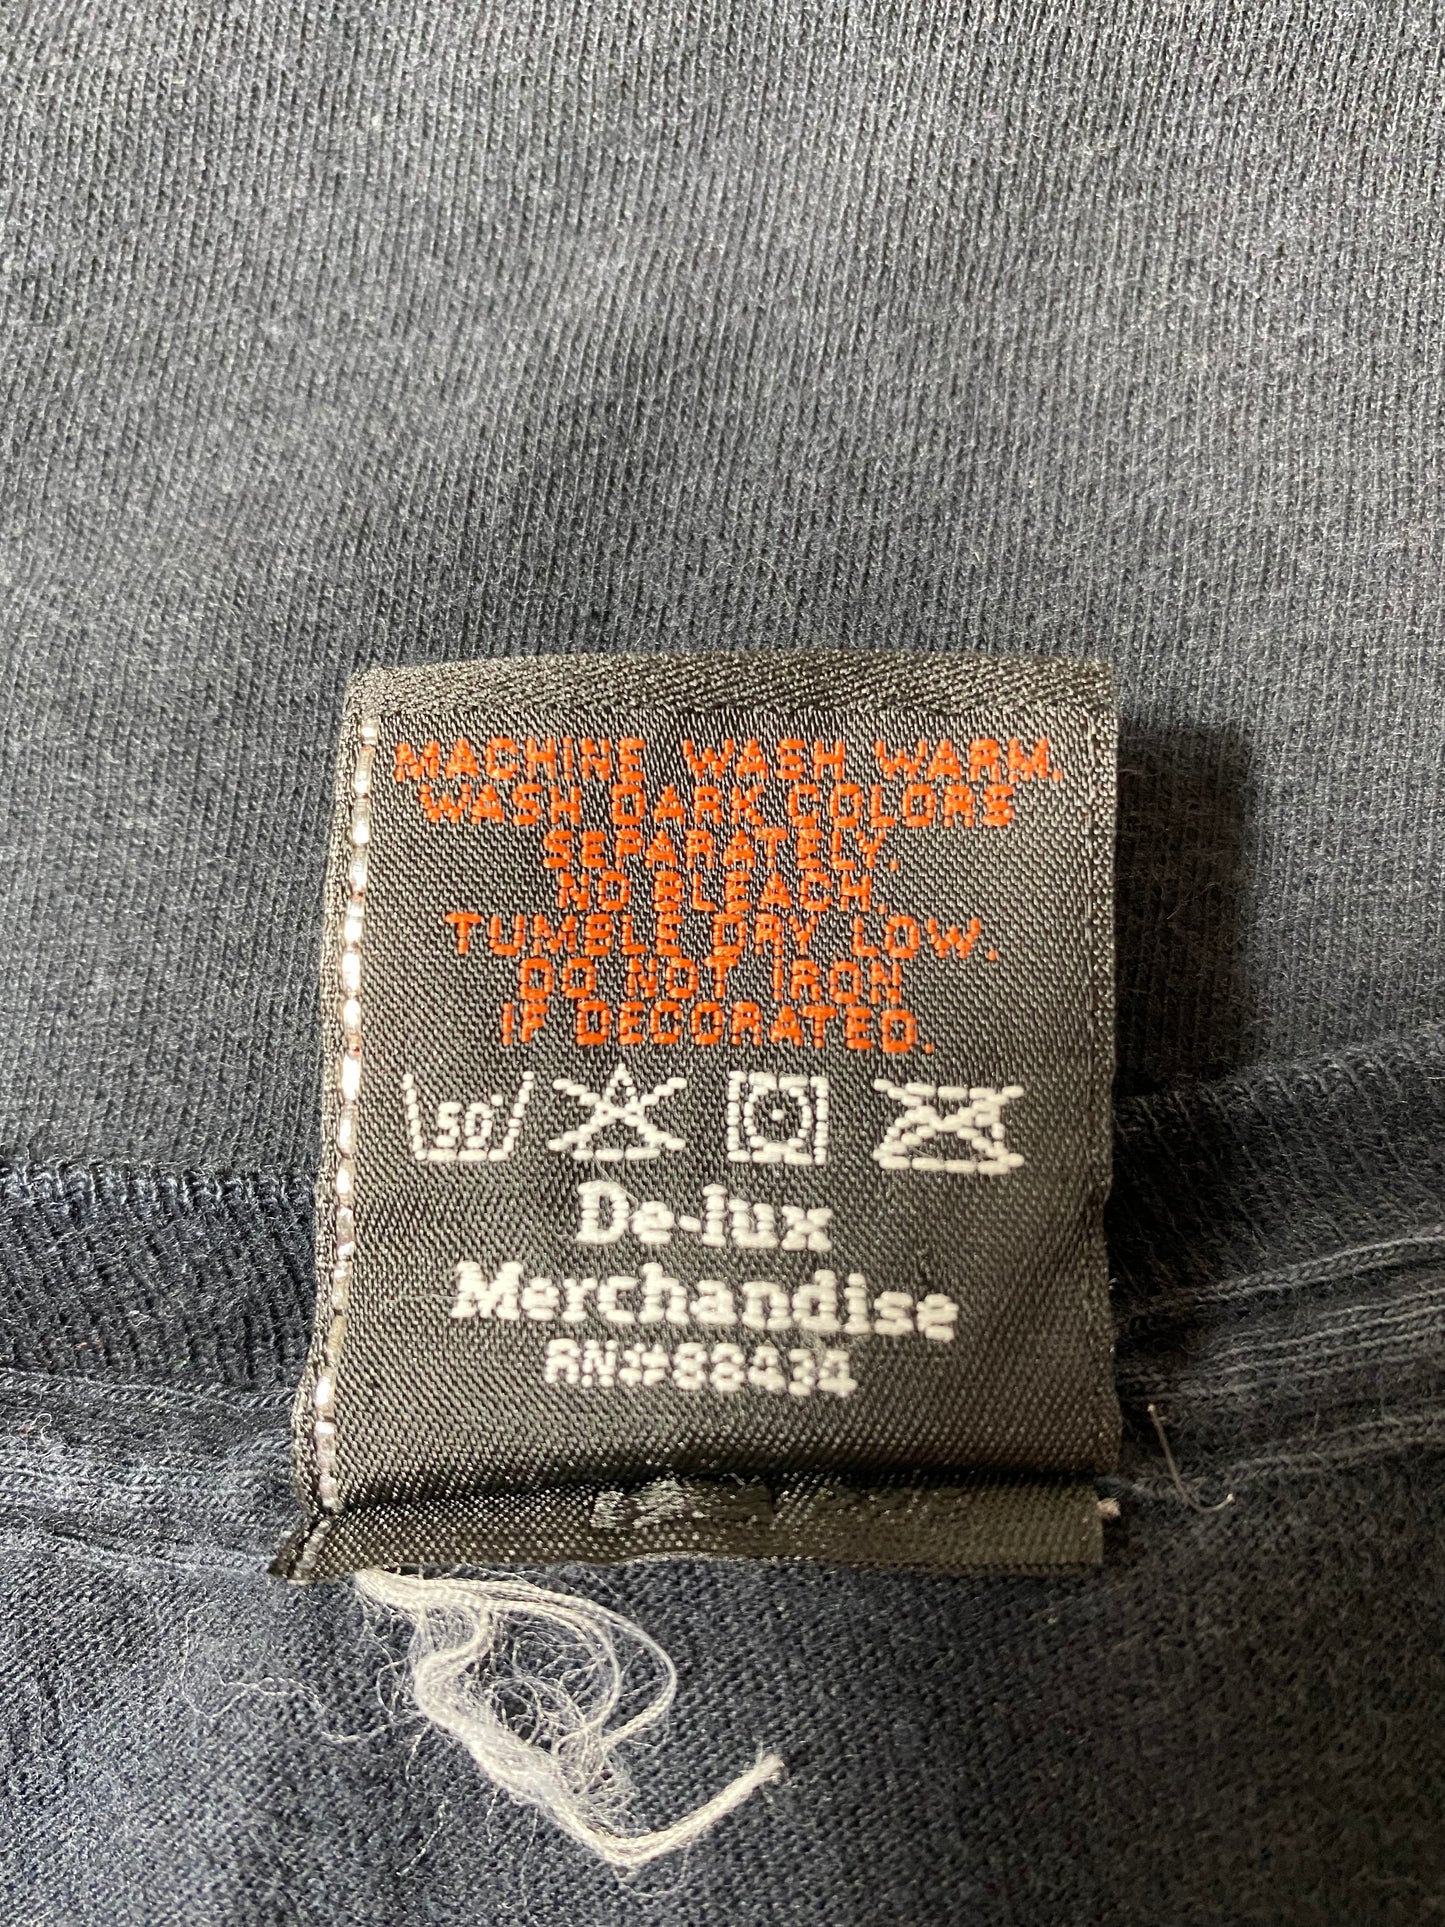 MACHINE WASH WARM.
WASH DARK COLORS
SEPARATELY.
NO BLEACH.
TUMBLE DRY LOW.
DO NOT IRON
IF DECORATED.
50°
De-lux
Merchandise
RN#88434